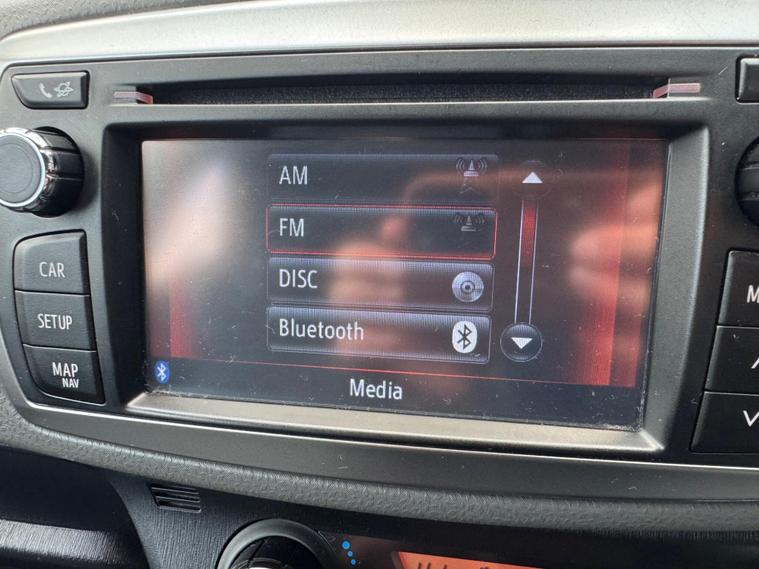 AM
FM
DISC
Bluetooth
Media
CAR
SETUP
MAP
NAV